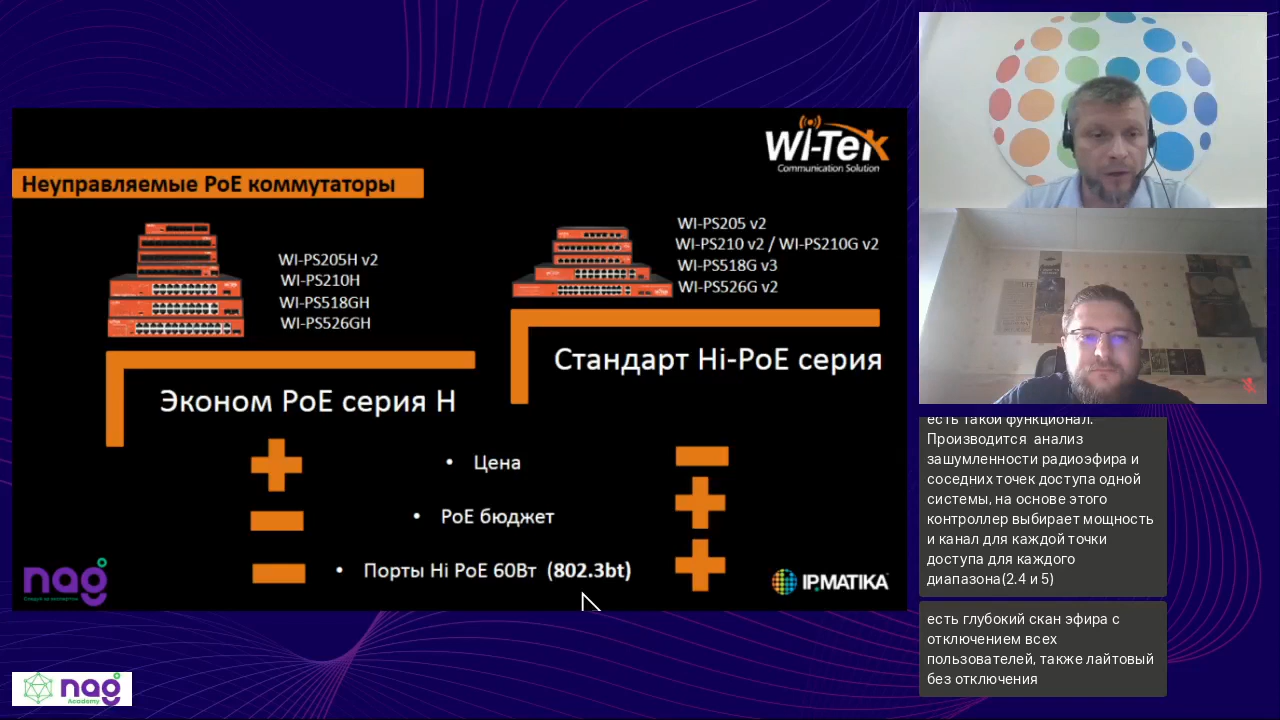 WI-Tek
Communication Solution
Неуправляемые PoE коммутаторы
WI-PS205H v2
WI-PS210H
WI-PS518GH
WI-PS526GH
WI-PS205 v2
WI-PS210 v2 / WI-PS210G v2
WI-PS518G v3
WI-PS526G v2
Эконом PoE серия H
Стандарт Hi-PoE серия
• Цена
• PoE бюджет
• Порты Hi PoE 60Вт (802.3bt)
nag
IPMATIKA
nag
Academy
есть такой функционал.
Производится анализ
зашумленности радиоэфира и
соседних точек доступа одной
системы, на основе этого
контроллер выбирает мощность
и канал для каждой точки
доступа для каждого
диапазона(2.4 и 5)
есть глубокий скан эфира с
отключением всех
пользователей, также лайтовый
без отключения